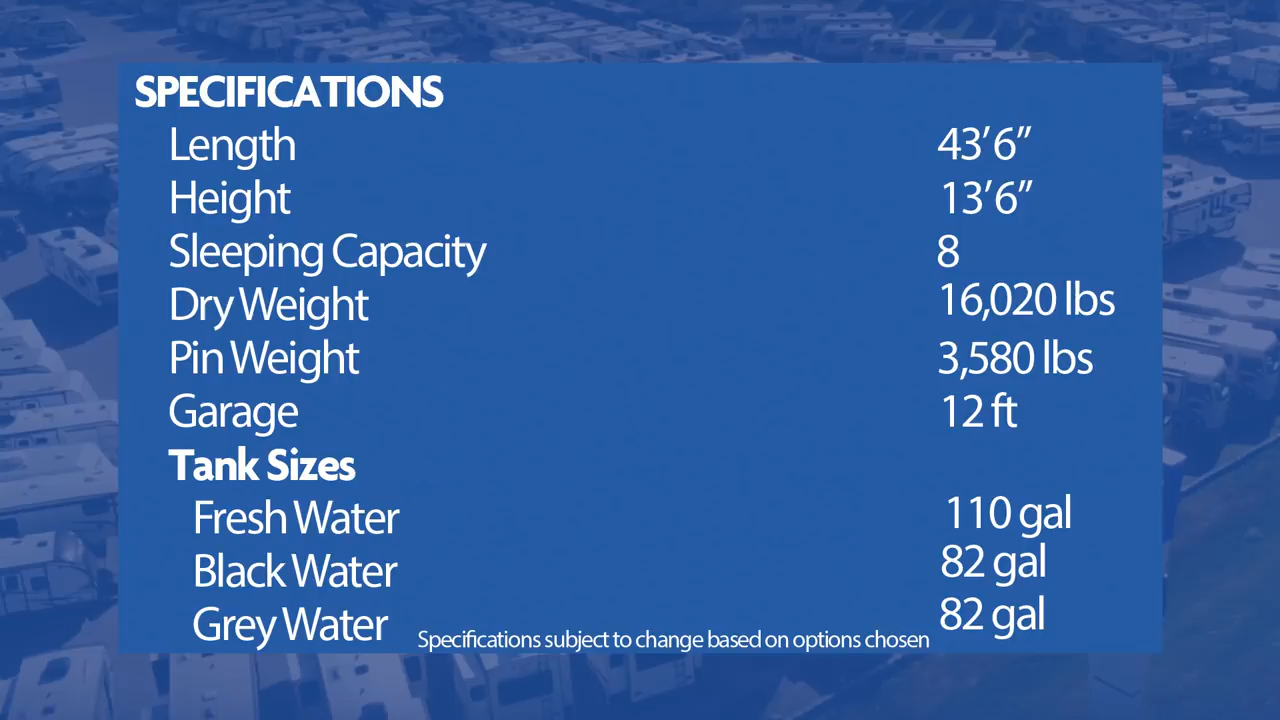 SPECIFICATIONS
Length 43’6”
Height 13’6”
Sleeping Capacity 8
Dry Weight 16,020 lbs
Pin Weight 3,580 lbs
Garage 12 ft
Tank Sizes
Fresh Water 110 gal
Black Water 82 gal
Grey Water 82 gal
Specifications subject to change based on options chosen